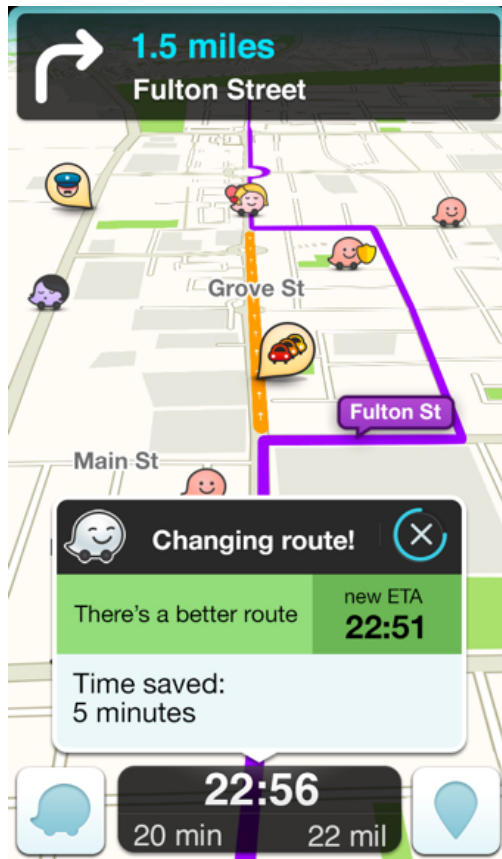 1.5 miles
Fulton Street
Grove St
Fulton St
Main St
Changing route!
There's a better route
new ETA
22:51
Time saved:
5 minutes
22:56
20 min
22 mil